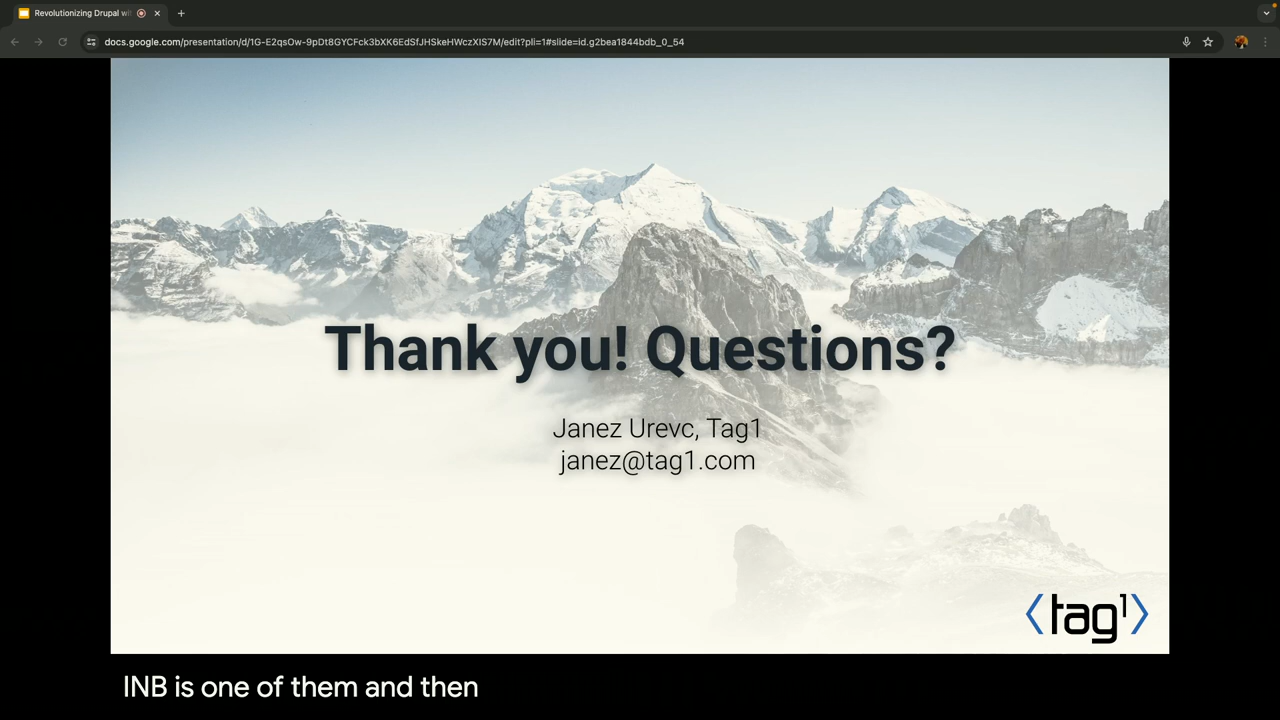 Revolutionizing Drupal wi
docs.google.com/presentation/d/1G-E2qsOw-9pDt8GYCFck3bXK6EdSfJHSkeHWczXIS7M/edit?pli=1#slide=id.g2bea1844bdb_0_54
Thank you! Questions?
Janez Urevc, Tag1
janez@tag1.com
<tag1>
INB is one of them and then